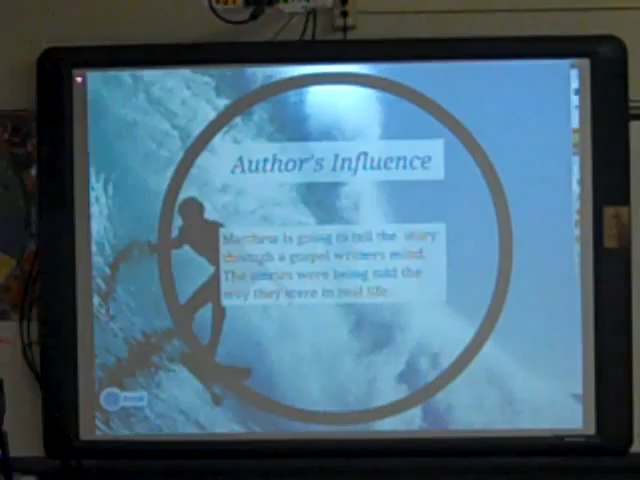 Author's Influence
Matthew is going to tell the story
through a gospel writers mind.
The stories were being told the
way they were in real life.